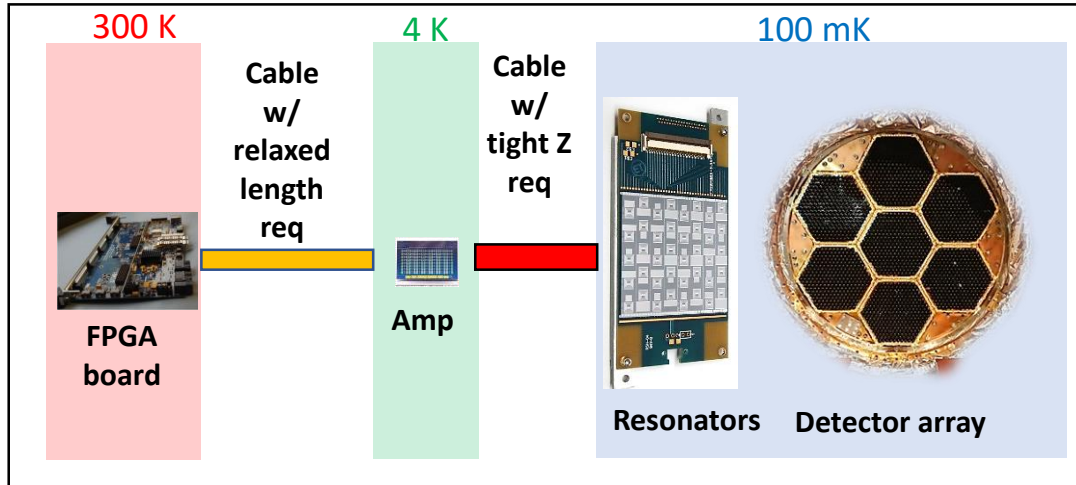 300 K
4 K
100 mK
Cable
w/
relaxed
length
req
Cable
w/
tight Z
req
FPGA
board
Amp
Resonators
Detector array